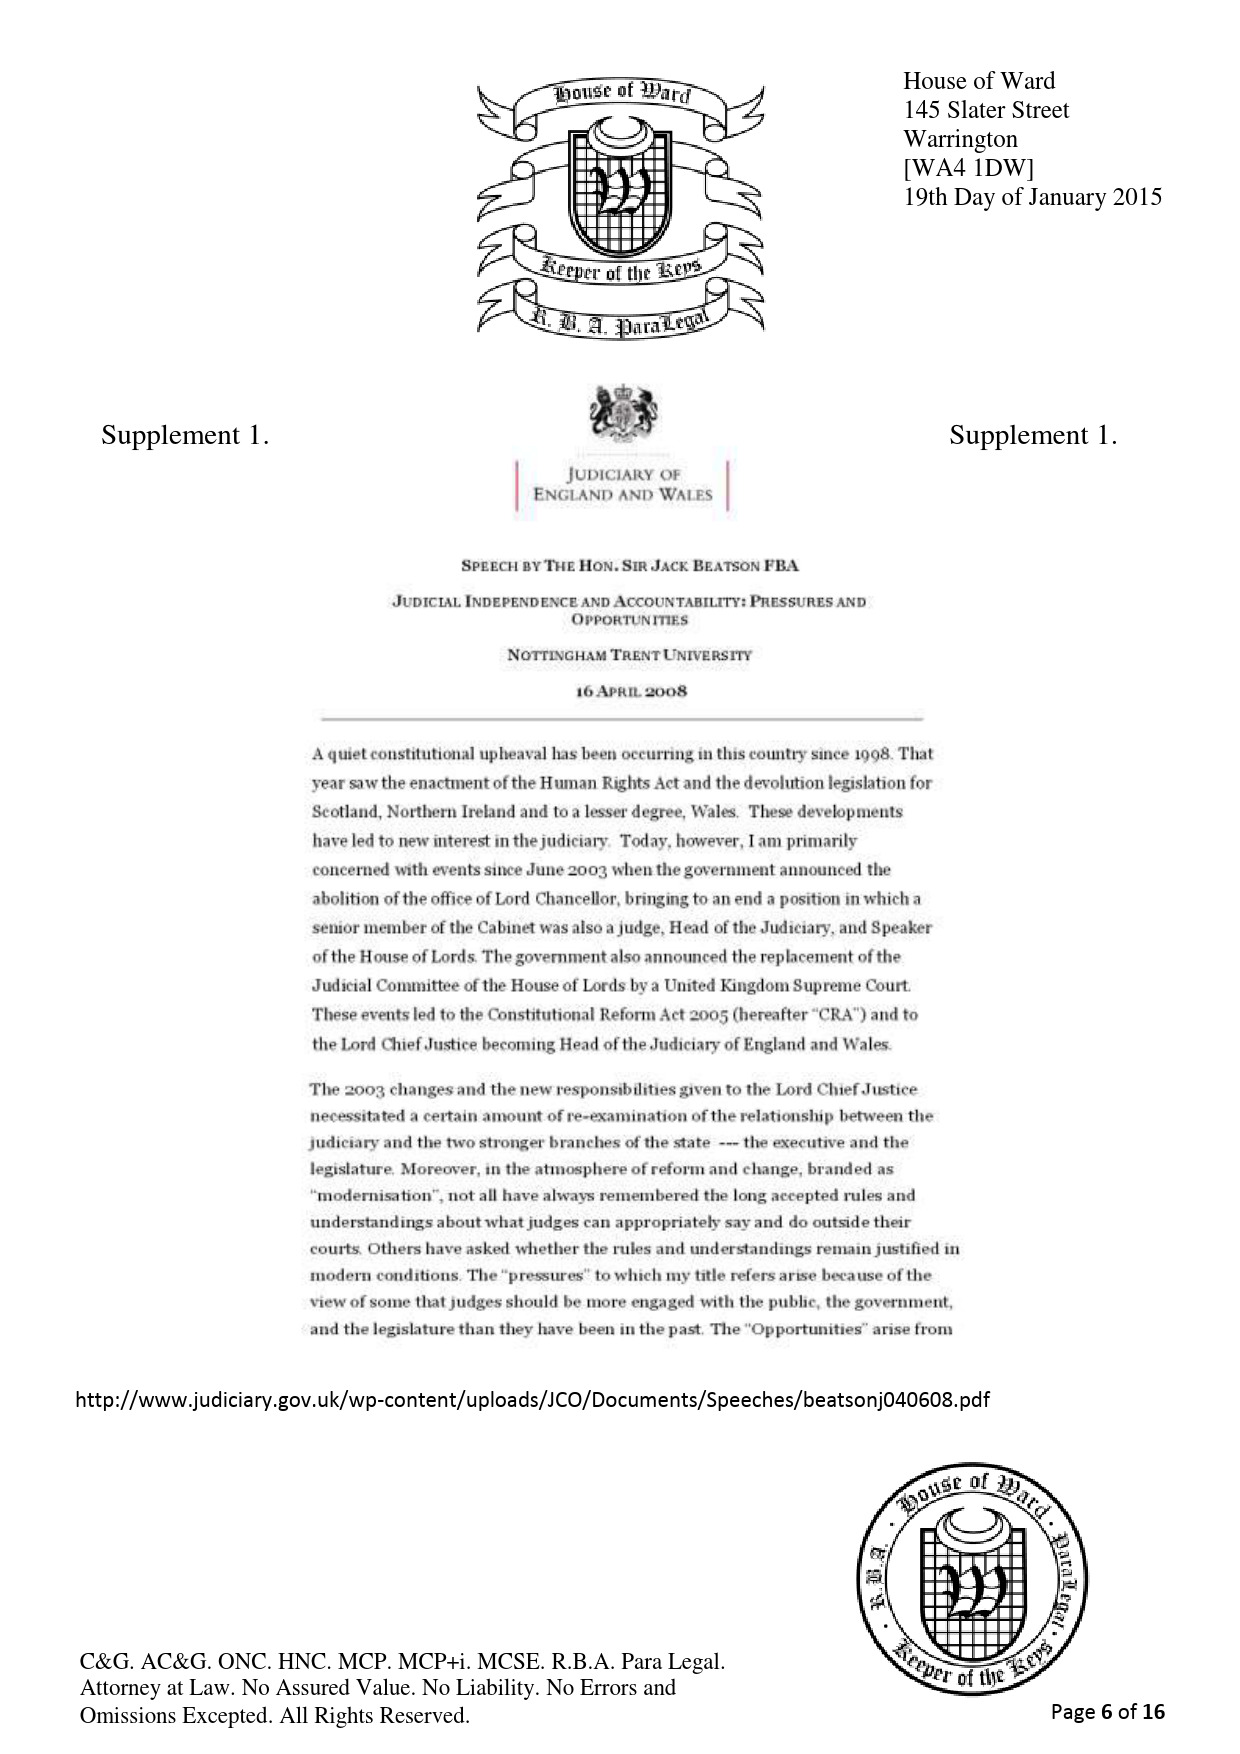 House of Ward
Keeper of the Keys
R. B. A. ParaLegal
House of Ward
145 Slater Street
Warrington
[WA4 1DW]
19th Day of January 2015
Supplement 1.
Supplement 1.
JUDICIARY OF
ENGLAND AND WALES
SPEECH BY THE HON. SIR JACK BEATSON FBA
JUDICIAL INDEPENDENCE AND ACCOUNTABILITY: PRESSURES AND
OPPORTUNITIES
NOTTINGHAM TRENT UNIVERSITY
16 APRIL 2008
A quiet constitutional upheaval has been occurring in this country since 1998. That
year saw the enactment of the Human Rights Act and the devolution legislation for
Scotland, Northern Ireland and to a lesser degree, Wales. These developments
have led to new interest in the judiciary. Today, however, I am primarily
concerned with events since June 2003 when the government announced the
abolition of the office of Lord Chancellor, bringing to an end a position in which a
senior member of the Cabinet was also a judge, Head of the Judiciary, and Speaker
of the House of Lords. The government also announced the replacement of the
Judicial Committee of the House of Lords by a United Kingdom Supreme Court.
These events led to the Constitutional Reform Act 2005 (hereafter “CRA”) and to
the Lord Chief Justice becoming Head of the Judiciary of England and Wales.
The 2003 changes and the new responsibilities given to the Lord Chief Justice
necessitated a certain amount of re-examination of the relationship between the
judiciary and the two stronger branches of the state --- the executive and the
legislature. Moreover, in the atmosphere of reform and change, branded as
“modernisation”, not all have always remembered the long accepted rules and
understandings about what judges can appropriately say and do outside their
courts. Others have asked whether the rules and understandings remain justified in
modern conditions. The “pressures” to which my title refers arise because of the
view of some that judges should be more engaged with the public, the government,
and the legislature than they have been in the past. The “Opportunities” arise from
http://www.judiciary.gov.uk/wp-content/uploads/JCO/Documents/Speeches/beatsonj040608.pdf
R.B.A. · House of Ward · ParaLegal · Keeper of the Keys ·
C&G. AC&G. ONC. HNC. MCP. MCP+i. MCSE. R.B.A. Para Legal.
Attorney at Law. No Assured Value. No Liability. No Errors and
Omissions Excepted. All Rights Reserved.
Page 6 of 16